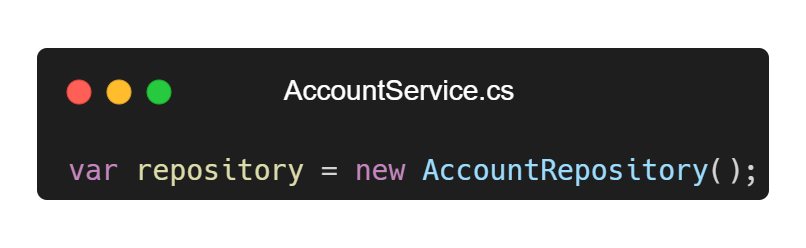 AccountService.cs
var repository = new AccountRepository();